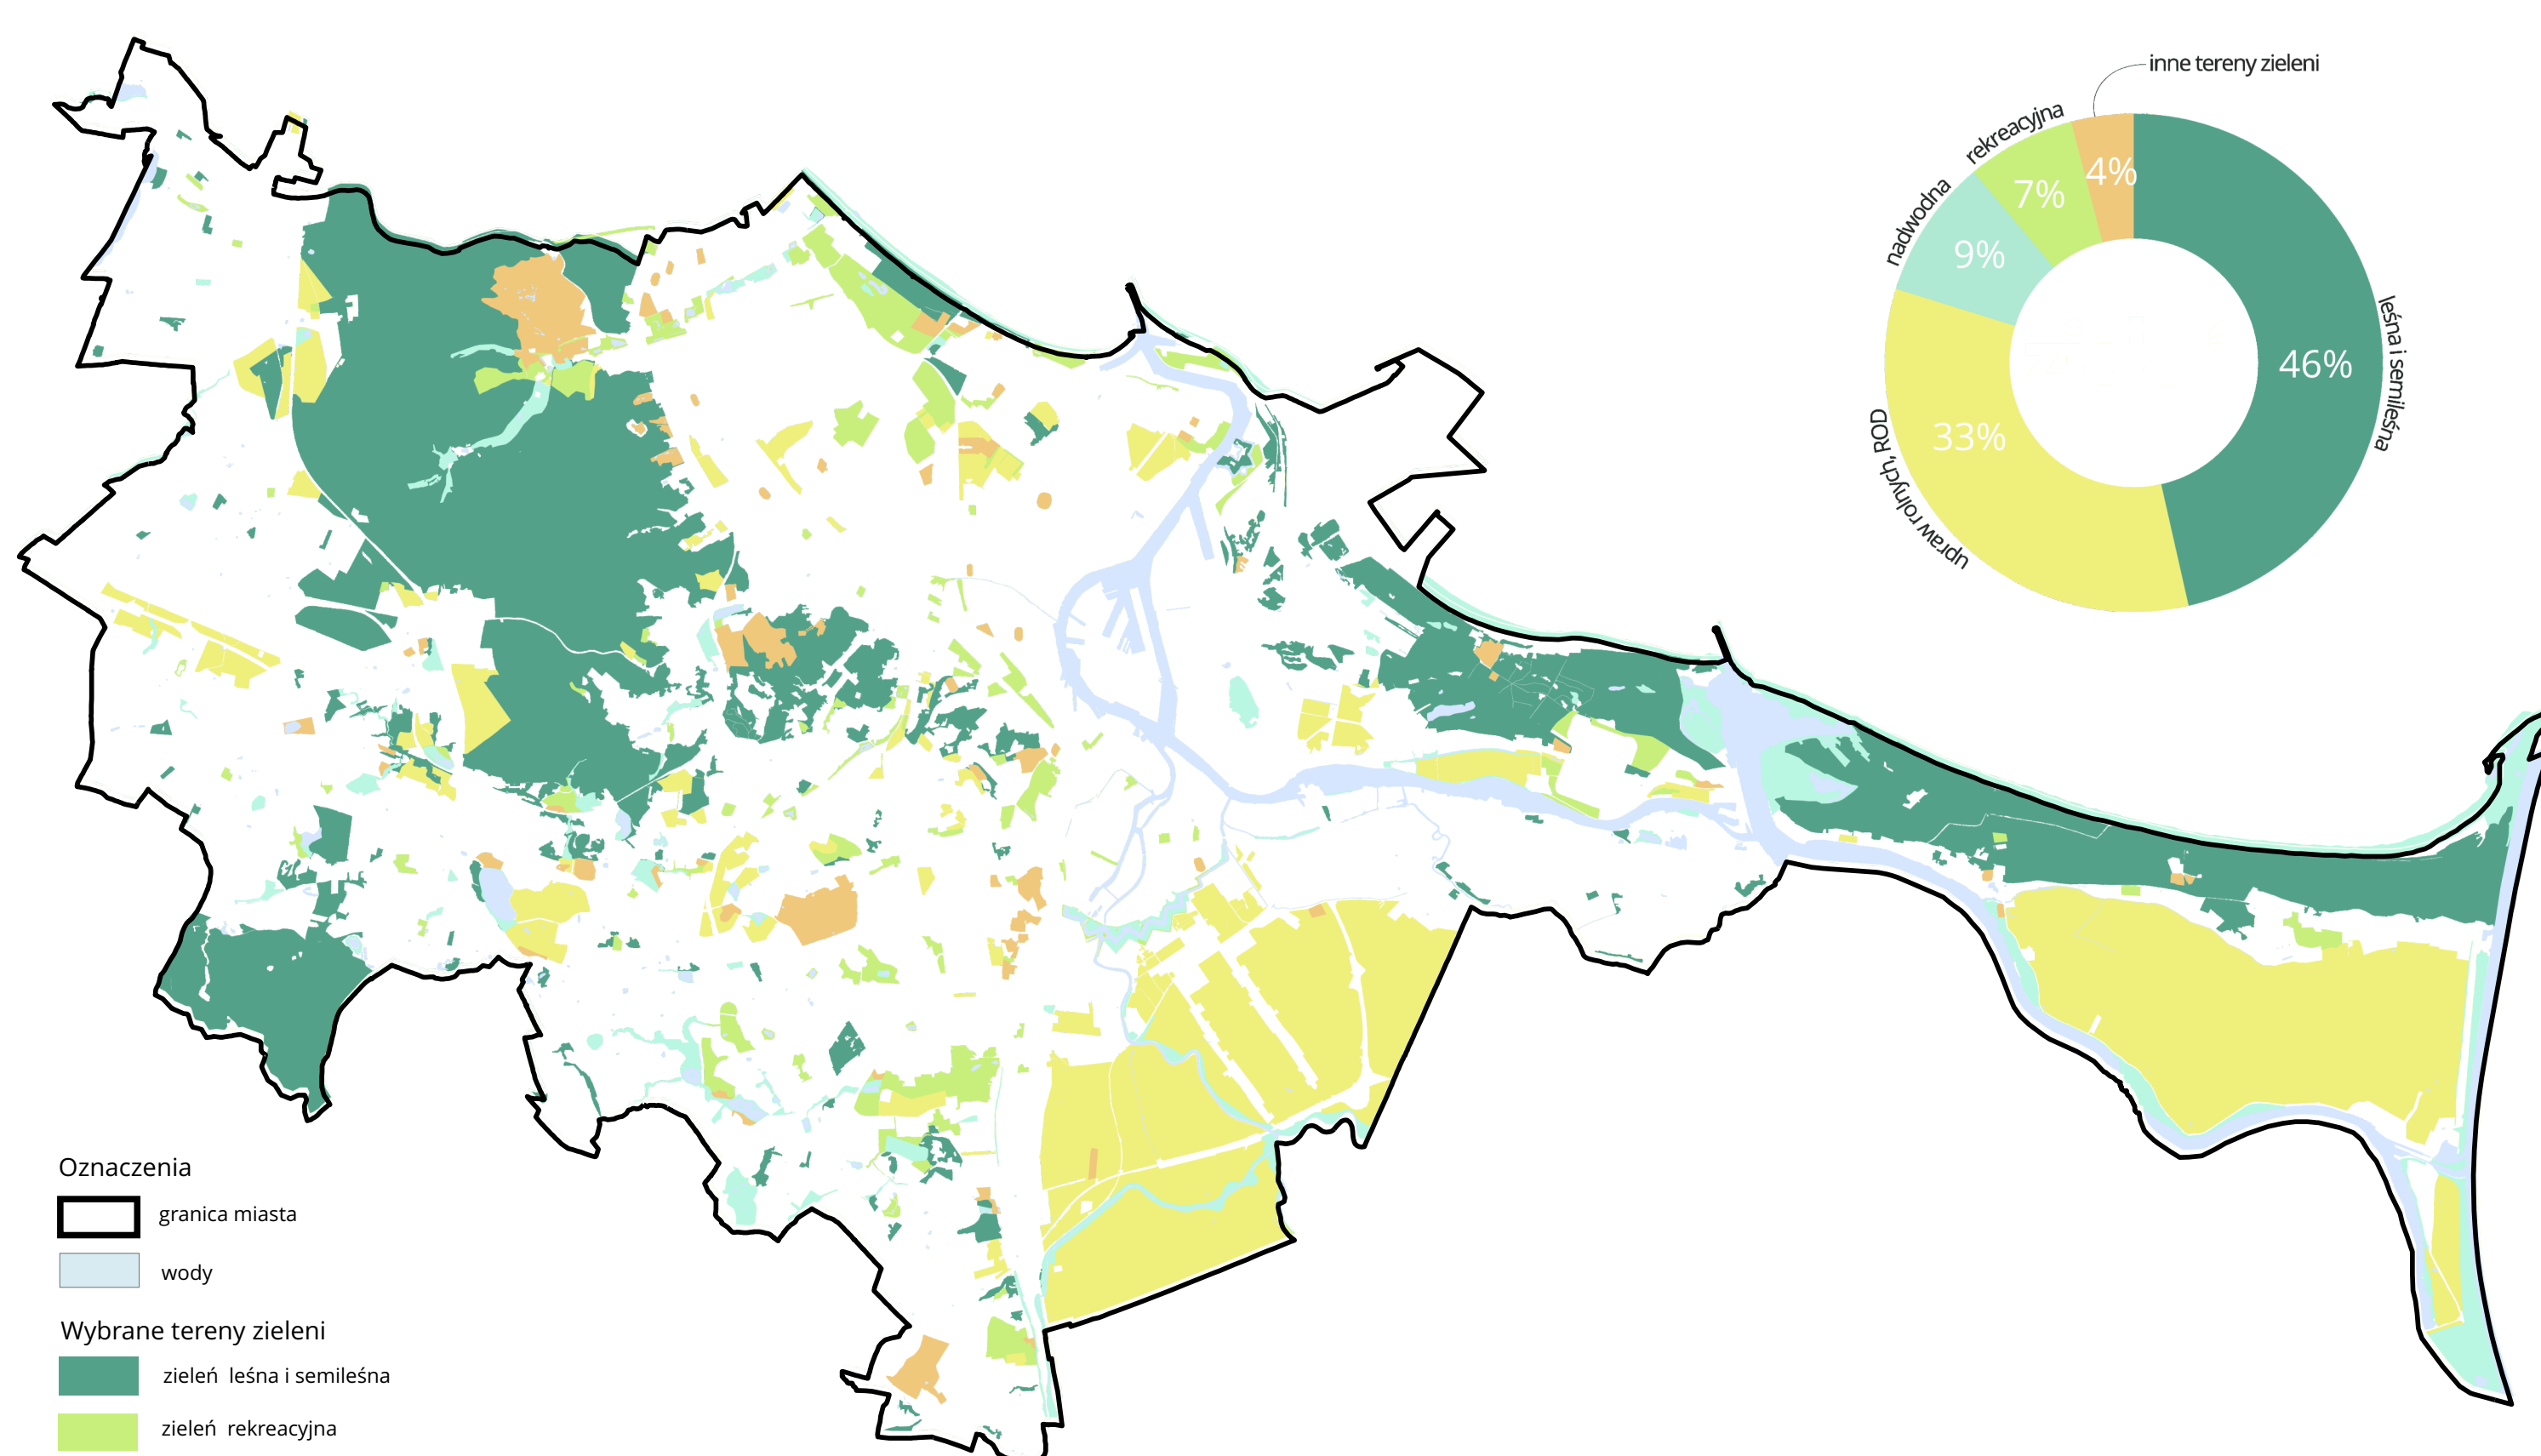 inne tereny zieleni
rekreacyjna
4%
7%
nadwodna
9%
leśna i semileśna
46%
33%
upraw rolnych, ROD
Oznaczenia
granica miasta
wody
Wybrane tereny zieleni
zieleń leśna i semileśna
zieleń rekreacyjna